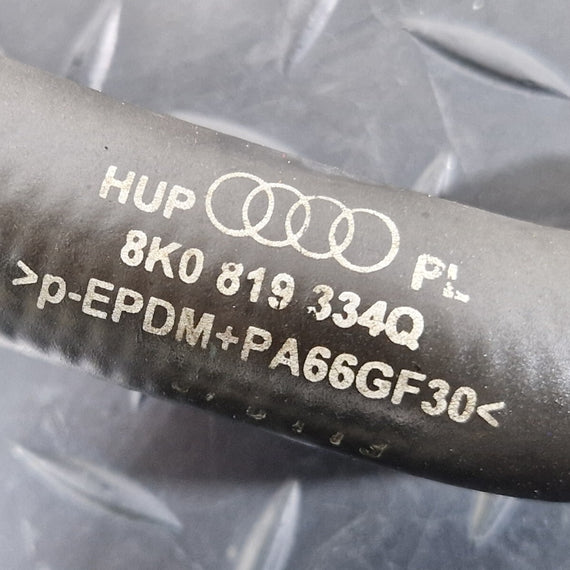 HUP PL
8K0 819 334Q
>p-EPDM+PA66GF30<